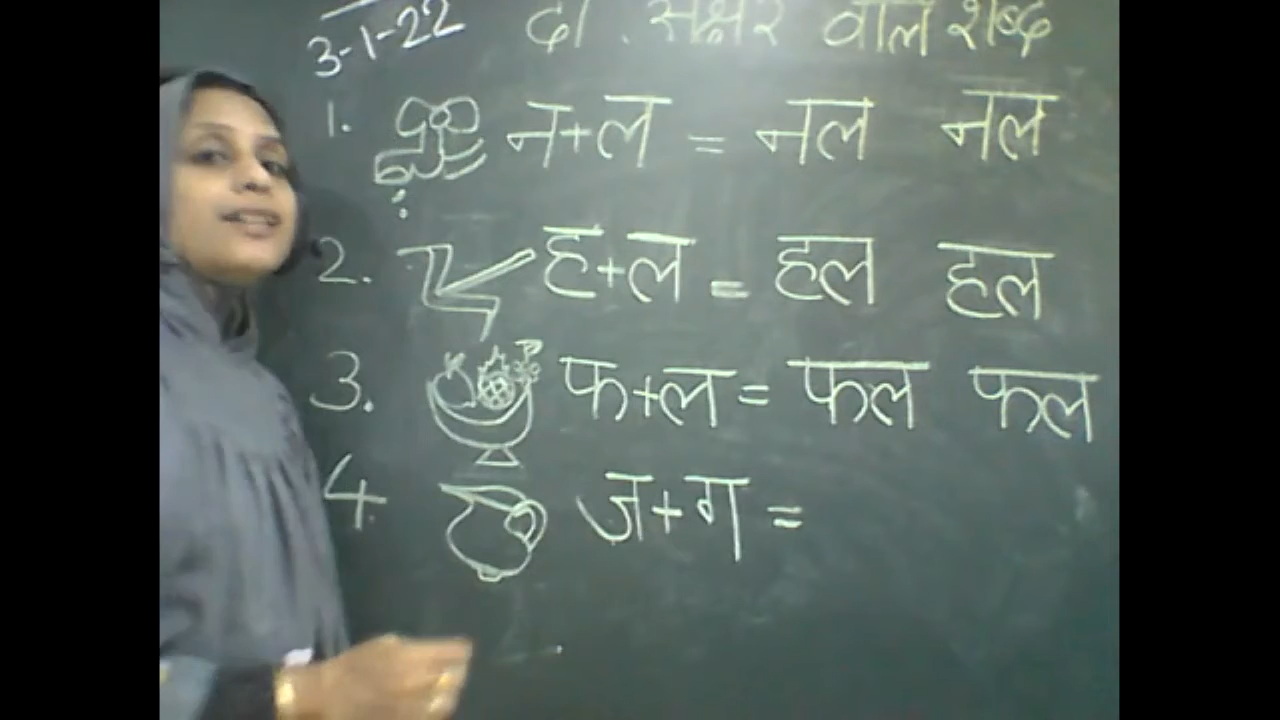 3-1-22 दो अक्षर वाले शब्द
1. न+ल = नल नल
2. ह+ल = हल हल
3. फ+ल = फल फल
4. ज+ग =